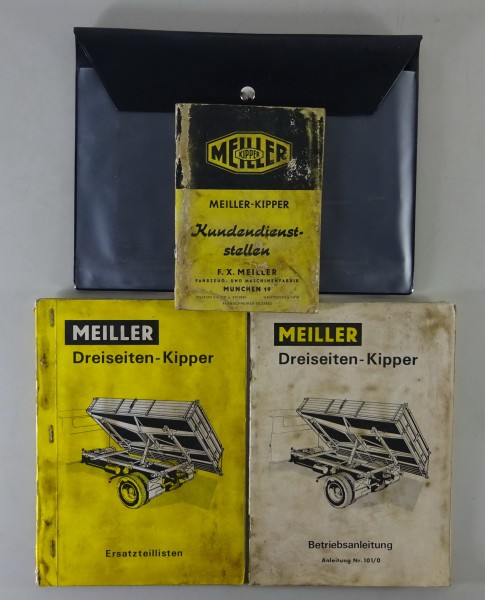 MEILLER
KIPPER
MEILLER-KIPPER
Kundendienst-
stellen
F. X. MEILLER
FAHRZEUG- UND MASCHINENFABRIK
MÜNCHEN 19
MEILLER
Dreiseiten-Kipper
Ersatzteillisten
MEILLER
Dreiseiten-Kipper
Betriebsanleitung
Anleitung Nr. 101/0